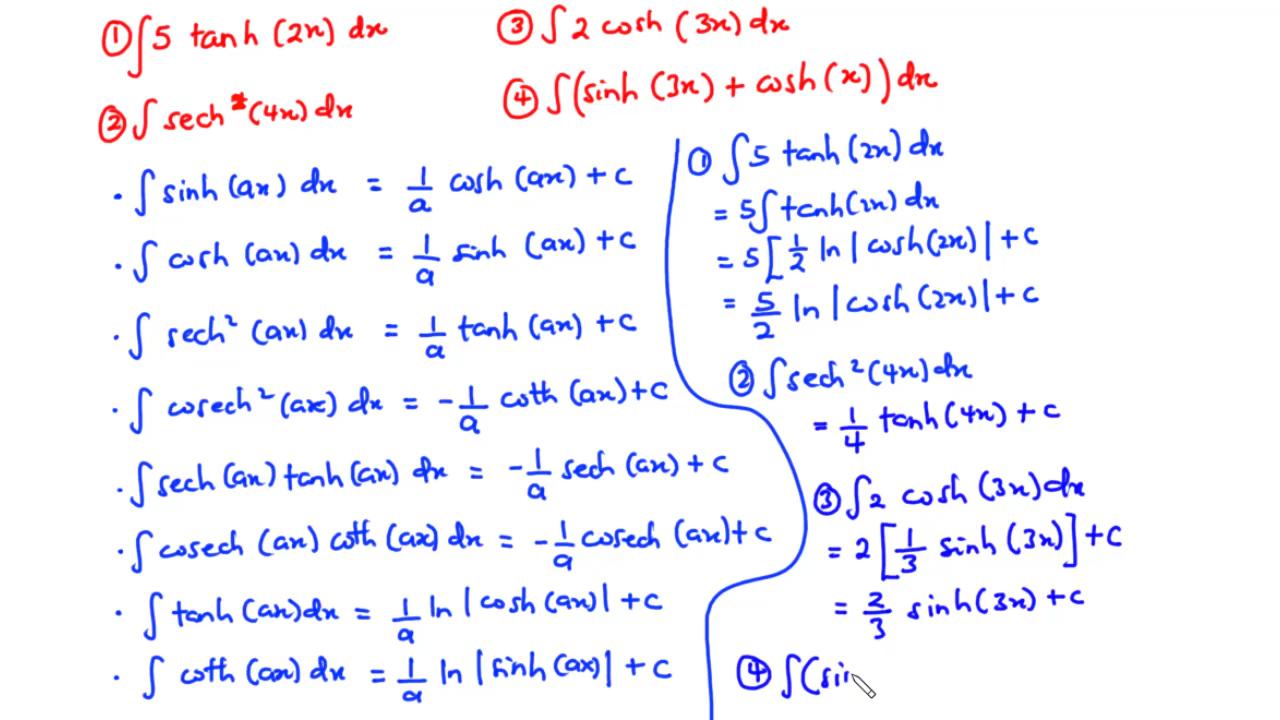 ① ∫5 tanh (2x) dx
② ∫ sech²(4x) dx
③ ∫ 2 cosh (3x) dx
④ ∫(sinh (3x) + cosh (x)) dx
· ∫ sinh (ax) dx = 1/a cosh (ax) + c
· ∫ cosh (ax) dx = 1/a sinh (ax) + c
· ∫ sech² (ax) dx = 1/a tanh (ax) + c
· ∫ cosech² (ax) dx = -1/a coth (ax) + c
· ∫ sech (ax) tanh (ax) dx = -1/a sech (ax) + c
· ∫ cosech (ax) coth (ax) dx = -1/a cosech (ax) + c
· ∫ tanh (ax) dx = 1/a ln |cosh (ax)| + c
· ∫ coth (ax) dx = 1/a ln |sinh (ax)| + c
① ∫ 5 tanh (2x) dx
= 5∫ tanh (2x) dx
= 5[1/2 ln |cosh (2x)| + c
= 5/2 ln |cosh (2x)| + c
② ∫ sech² (4x) dx
= 1/4 tanh (4x) + c
③ ∫ 2 cosh (3x) dx
= 2 [1/3 sinh (3x)] + c
= 2/3 sinh (3x) + c
④ ∫(sin